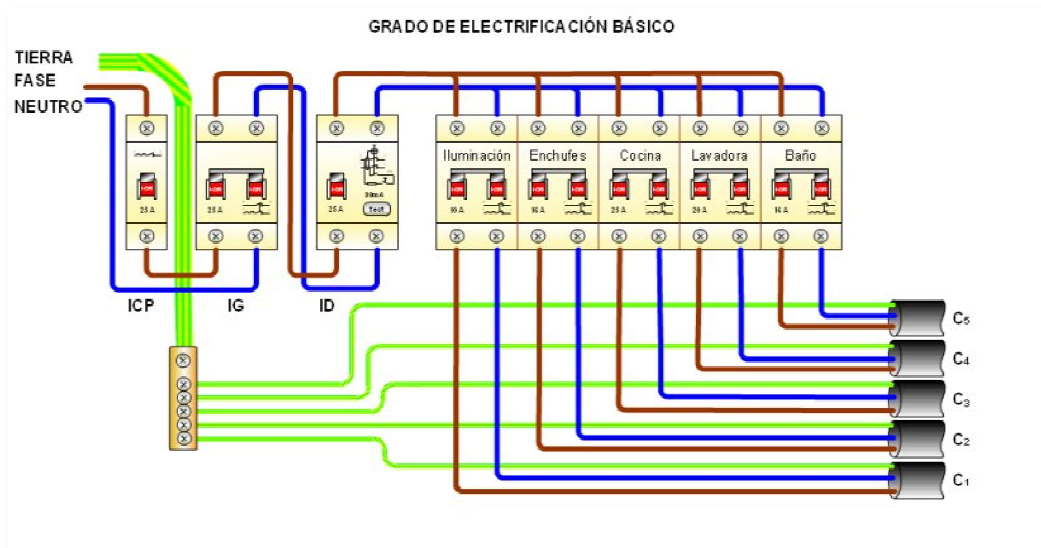 GRADO DE ELECTRIFICACIÓN BÁSICO
TIERRA
FASE
NEUTRO
Iluminación Enchufes Cocina Lavadora Baño
30mA
Test
25 A 25 A 25 A 10 A 16 A 25 A 20 A 16 A
ICP IG ID
C5
C4
C3
C2
C1